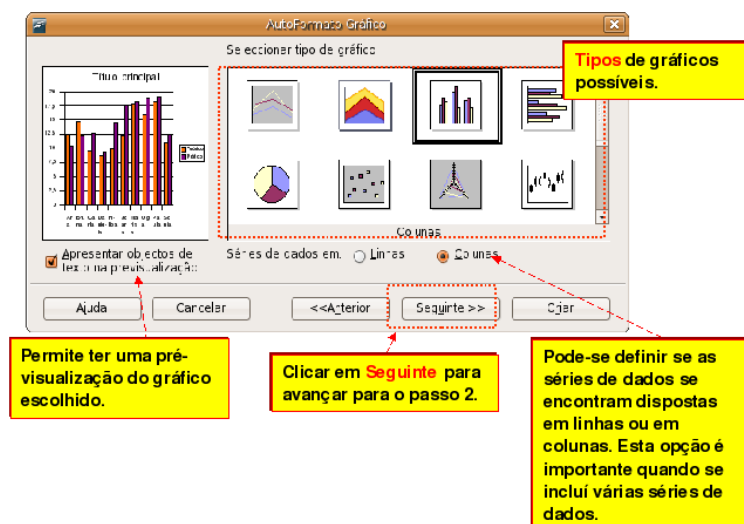 AutoFormato Gráfico
Seleccionar tipo de gráfico
Tipos de gráficos
possíveis.
Título principal
Colunas
Apresentar objectos de
texto na previsualização
Séries de dados em:
Linhas
Colunas
Ajuda
Cancelar
<<Anterior
Seguinte >>
Criar
Permite ter uma pré-
visualização do gráfico
escolhido.
Clicar em Seguinte para
avançar para o passo 2.
Pode-se definir se as
séries de dados se
encontram dispostas
em linhas ou em
colunas. Esta opção é
importante quando se
incluí várias séries de
dados.